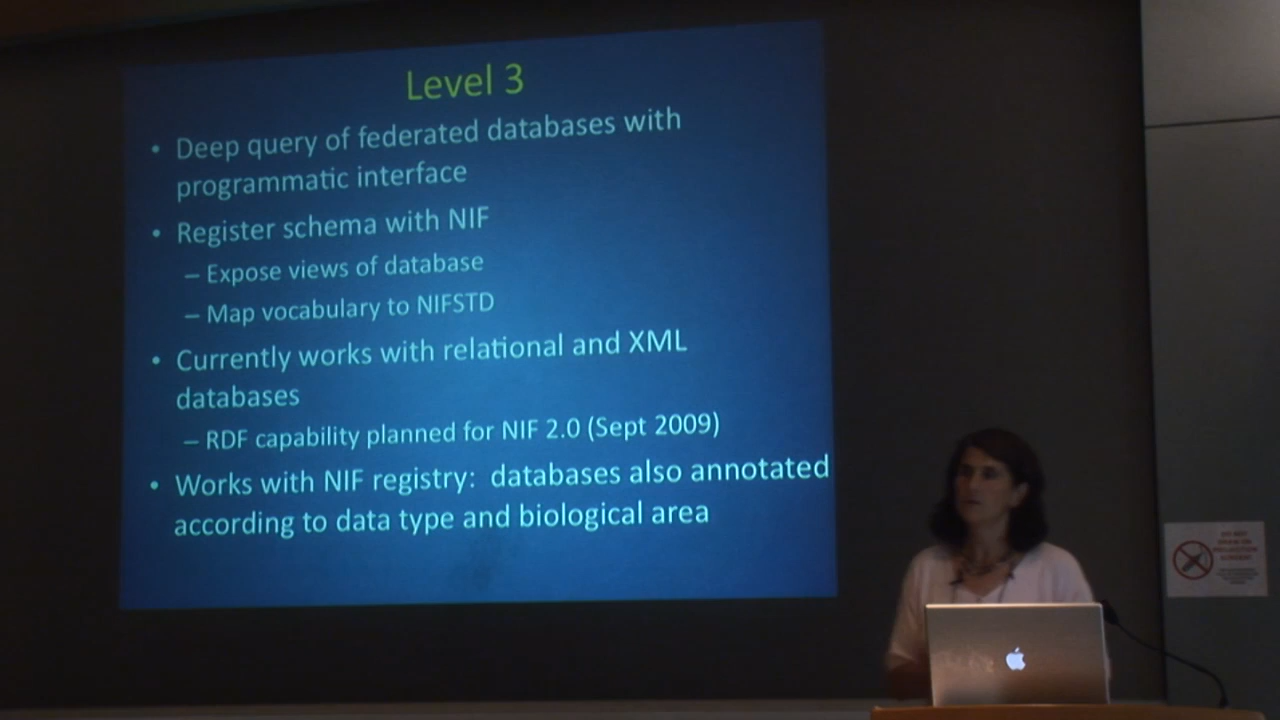 Level 3
• Deep query of federated databases with
programmatic interface
• Register schema with NIF
– Expose views of database
– Map vocabulary to NIFSTD
• Currently works with relational and XML
databases
– RDF capability planned for NIF 2.0 (Sept 2009)
• Works with NIF registry: databases also annotated
according to data type and biological area